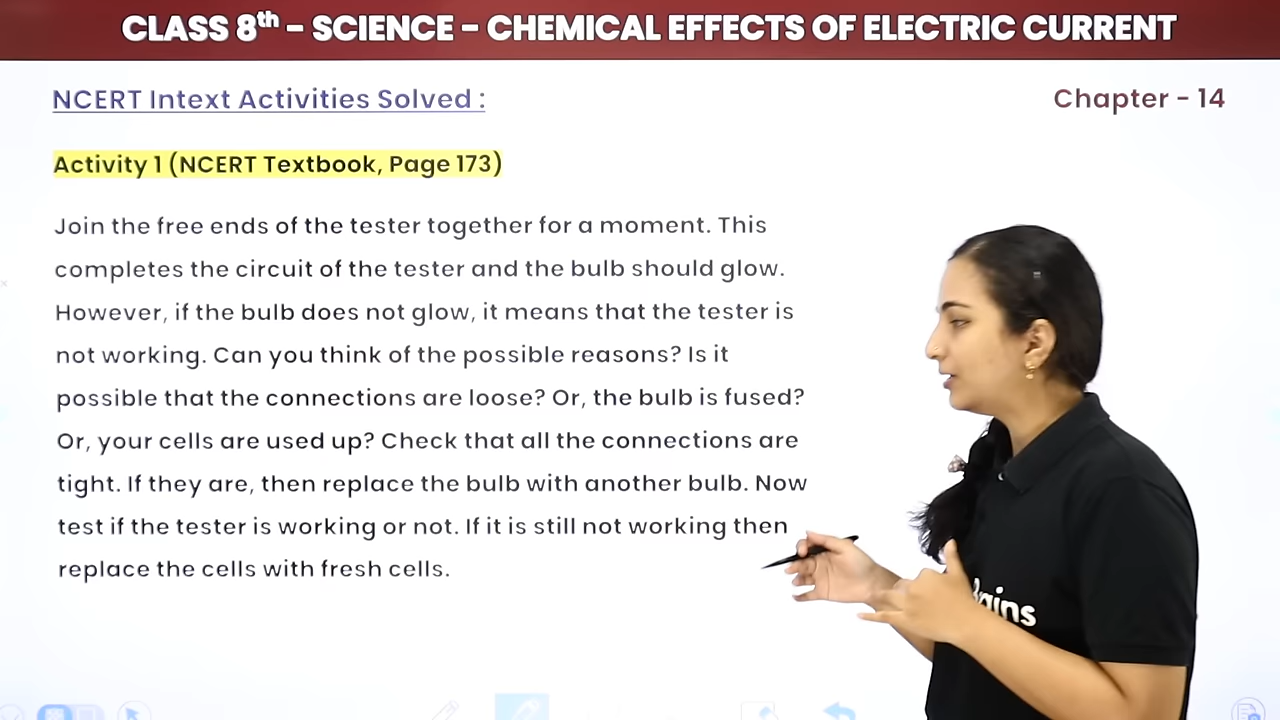 CLASS 8th - SCIENCE - CHEMICAL EFFECTS OF ELECTRIC CURRENT
NCERT Intext Activities Solved :
Chapter - 14
Activity 1 (NCERT Textbook, Page 173)
Join the free ends of the tester together for a moment. This
completes the circuit of the tester and the bulb should glow.
However, if the bulb does not glow, it means that the tester is
not working. Can you think of the possible reasons? Is it
possible that the connections are loose? Or, the bulb is fused?
Or, your cells are used up? Check that all the connections are
tight. If they are, then replace the bulb with another bulb. Now
test if the tester is working or not. If it is still not working then
replace the cells with fresh cells.